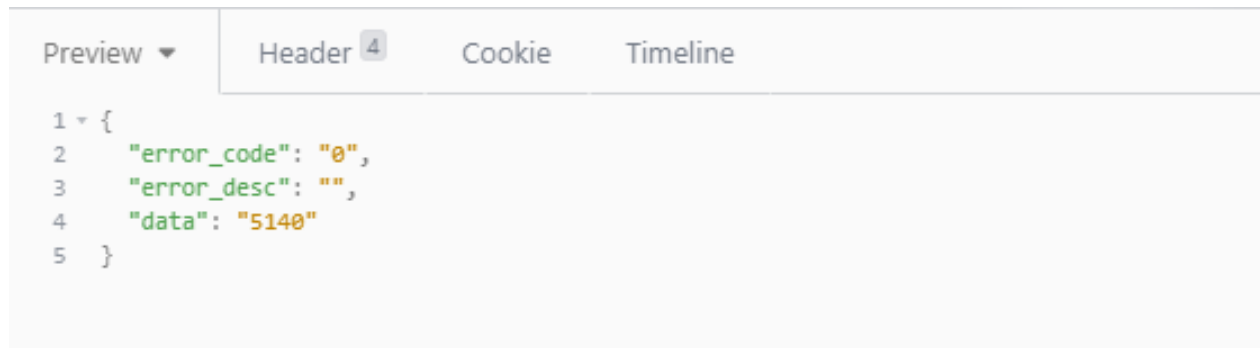 Preview Header 4 Cookie Timeline
1 {
2 "error_code": "0",
3 "error_desc": "",
4 "data": "5140"
5 }